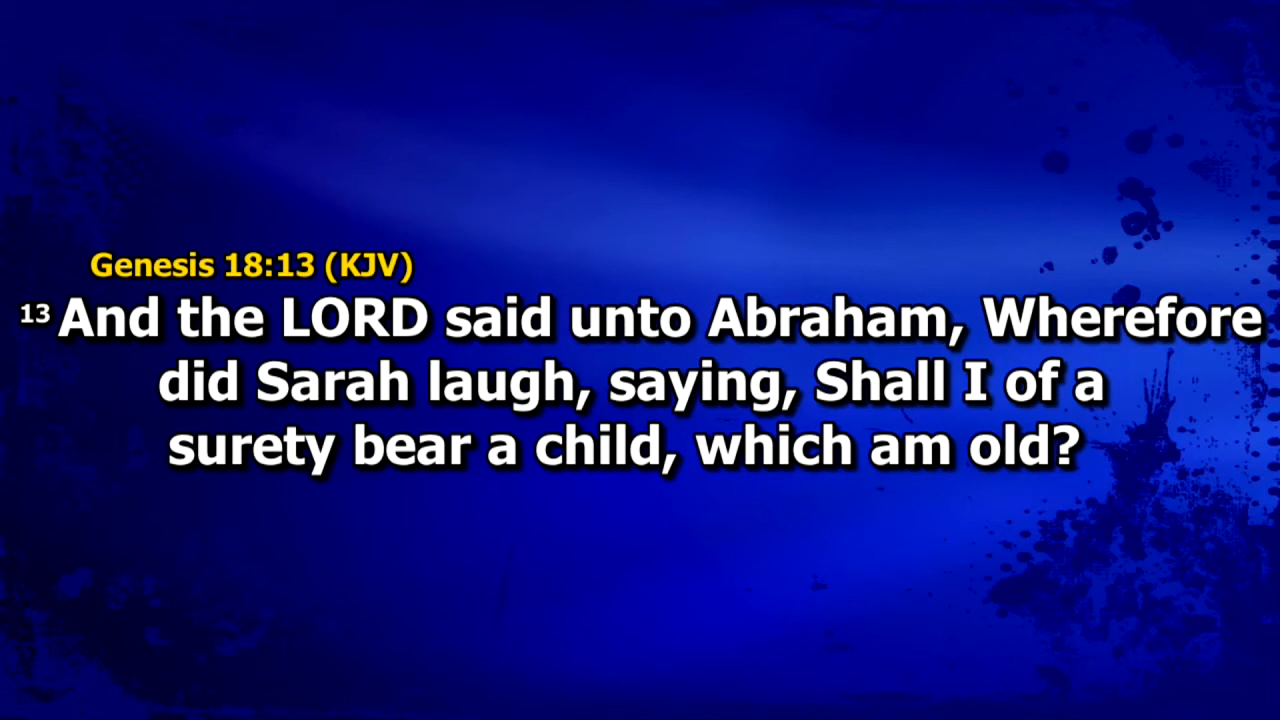 Genesis 18:13 (KJV)
13 And the LORD said unto Abraham, Wherefore
did Sarah laugh, saying, Shall I of a
surety bear a child, which am old?